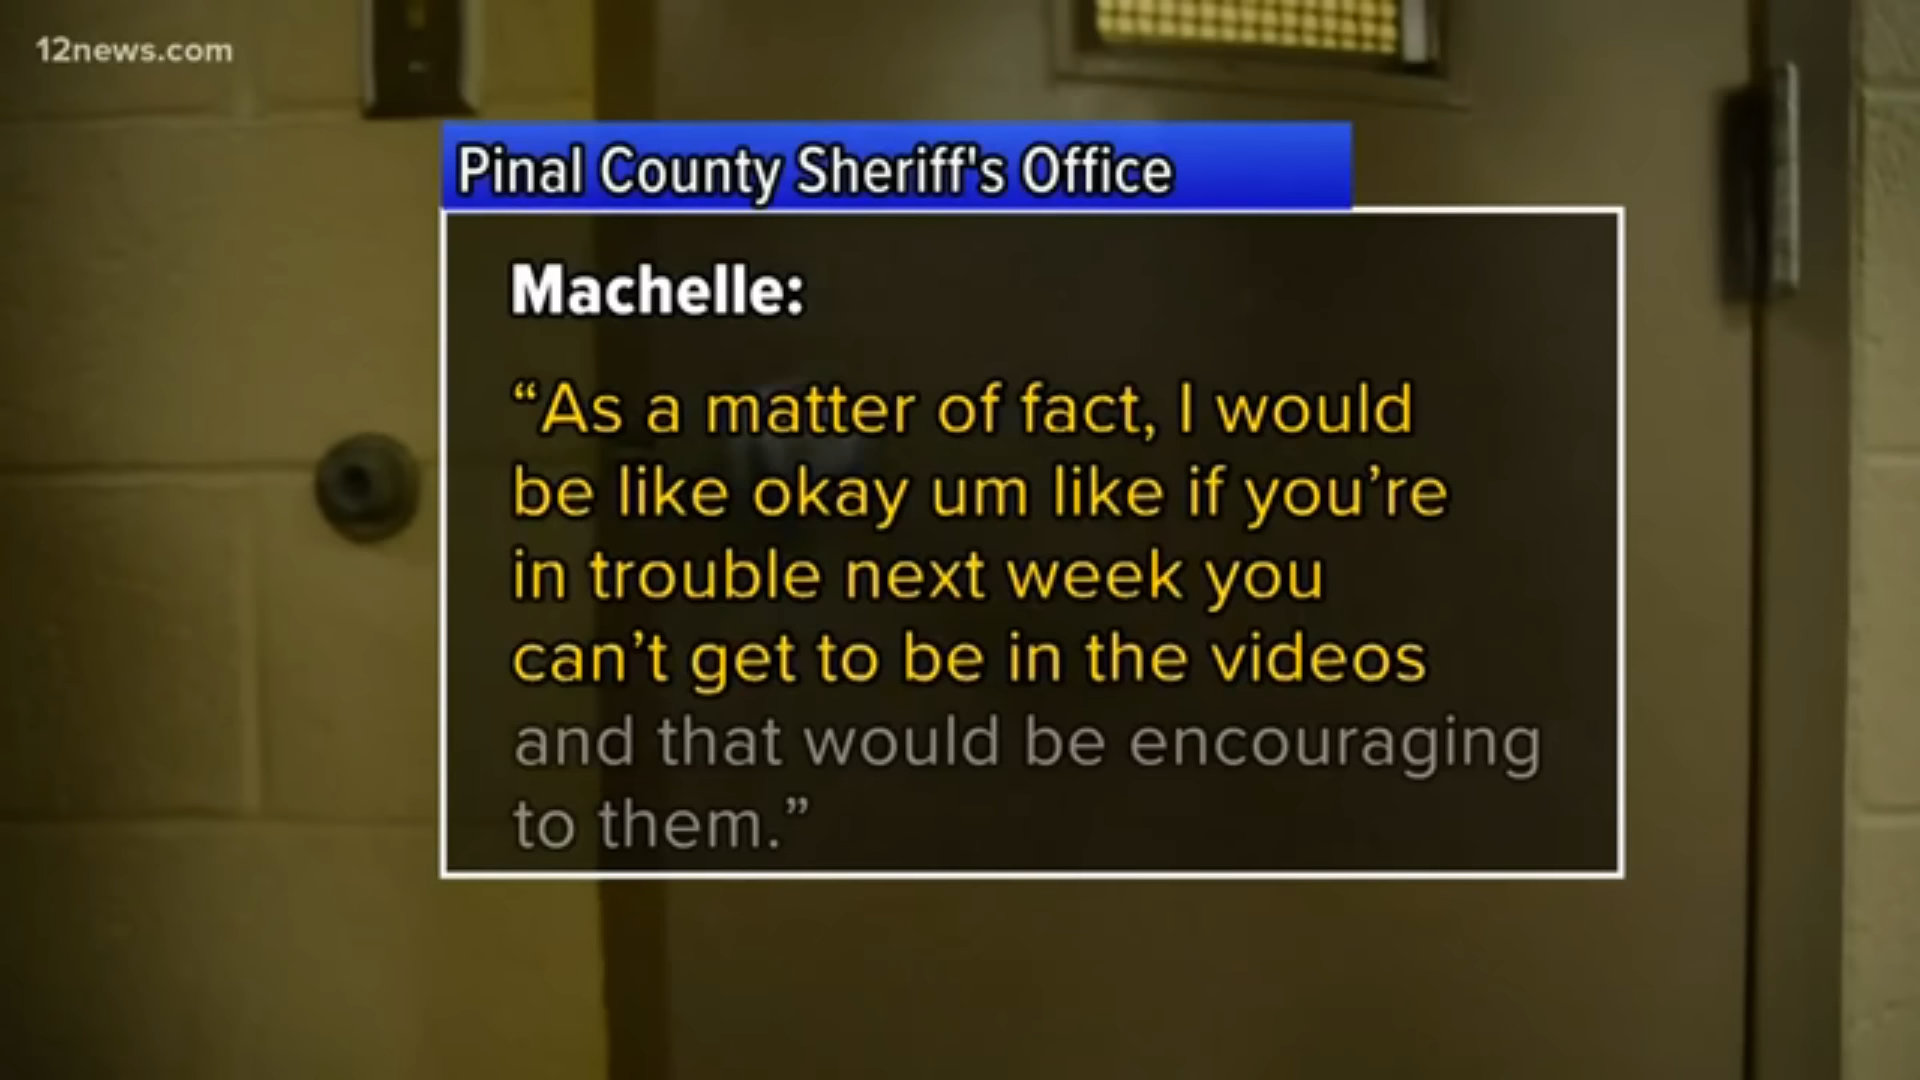 12news.com
Pinal County Sheriff's Office
Machelle:
“As a matter of fact, I would
be like okay um like if you’re
in trouble next week you
can’t get to be in the videos
and that would be encouraging
to them.”